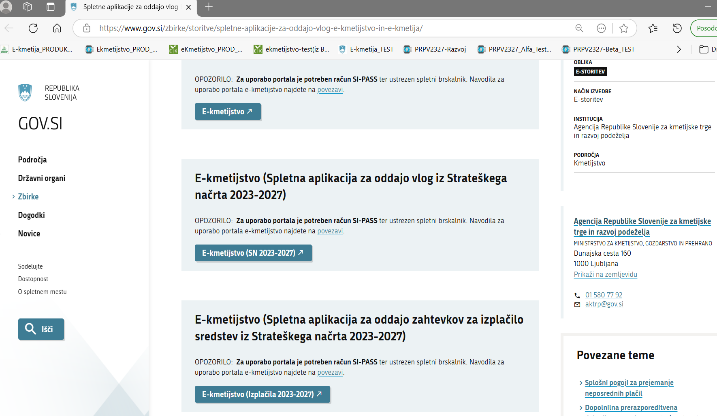 Spletne aplikacije za oddajo vlo
https://www.gov.si/zbirke/storitve/spletne-aplikacije-za-oddajo-vlog-e-kmetijstvo-in-e-kmetija/
Posodo
E-kmetija_PRODUK...
Ekmetijstvo_PROD_...
eKmetijstvo_PROD_...
ekmetijstvo-test(iz B...
E-kmetija_TEST
PRPV2327-Razvoj
PRPV2327_Alfa_Test...
PRPV2327-Beta_TEST
REPUBLIKA
SLOVENIJA
GOV.SI
Področja
Državni organi
Zbirke
Dogodki
Novice
Sodelujte
Dostopnost
O spletnem mestu
Išči
OPOZORILO: Za uporabo portala je potreben račun SI-PASS ter ustrezen spletni brskalnik. Navodila za
uporabo portala e-kmetijstvo najdete na povezavi.
E-kmetijstvo
E-kmetijstvo (Spletna aplikacija za oddajo vlog iz Strateškega
načrta 2023-2027)
OPOZORILO: Za uporabo portala je potreben račun SI-PASS ter ustrezen spletni brskalnik. Navodila za
uporabo portala e-kmetijstvo najdete na povezavi.
E-kmetijstvo (SN 2023-2027)
E-kmetijstvo (Spletna aplikacija za oddajo zahtevkov za izplačilo
sredstev iz Strateškega načrta 2023-2027)
OPOZORILO: Za uporabo portala je potreben račun SI-PASS ter ustrezen spletni brskalnik. Navodila za
uporabo portala e-kmetijstvo najdete na povezavi.
E-kmetijstvo (Izplačila 2023-2027)
OBLIKA
E-STORITEV
NAČIN IZVEDBE
E. storitev
INSTITUCIJA
Agencija Republike Slovenije za kmetijske trge
in razvoj podeželja
PODROČJA
Kmetijstvo
Agencija Republike Slovenije za kmetijske
trge in razvoj podeželja
MINISTRSTVO ZA KMETIJSTVO, GOZDARSTVO IN PREHRANO
Dunajska cesta 160
1000 Ljubljana
Prikaži na zemljevidu
01 580 77 92
aktrp@gov.si
Povezane teme
Splošni pogoji za prejemanje
neposrednih plačil
Dopolnilna prerazporeditvena